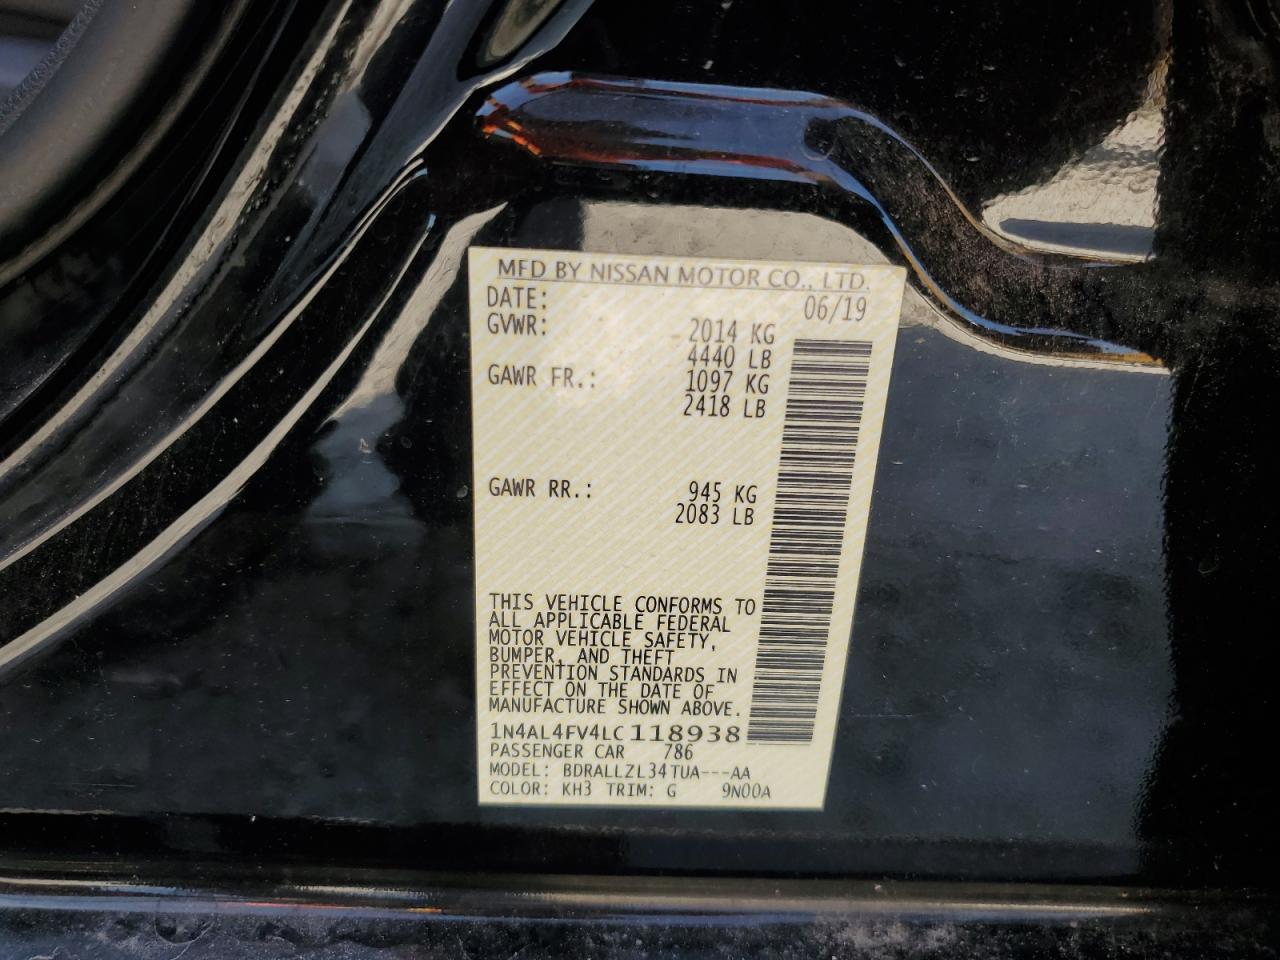 MFD BY NISSAN MOTOR CO., LTD.
DATE: 06/19
GVWR: 2014 KG
4440 LB
GAWR FR.: 1097 KG
2418 LB
GAWR RR.: 945 KG
2083 LB
THIS VEHICLE CONFORMS TO
ALL APPLICABLE FEDERAL
MOTOR VEHICLE SAFETY,
BUMPER, AND THEFT
PREVENTION STANDARDS IN
EFFECT ON THE DATE OF
MANUFACTURE SHOWN ABOVE.
1N4AL4FV4LC118938
PASSENGER CAR 786
MODEL: BDRALLZL34TUA---AA
COLOR: KH3 TRIM: G 9N00A